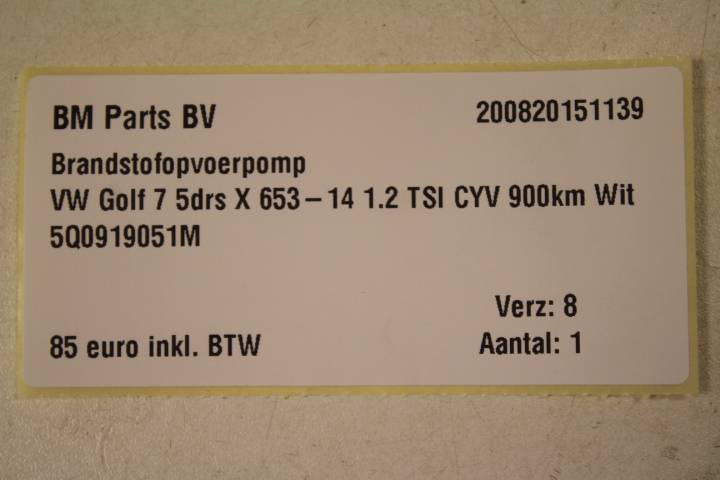 BM Parts BV 200820151139
Brandstofopvoerpomp
VW Golf 7 5drs X 653 – 14 1.2 TSI CYV 900km Wit
5Q0919051M
Verz: 8
85 euro inkl. BTW Aantal: 1